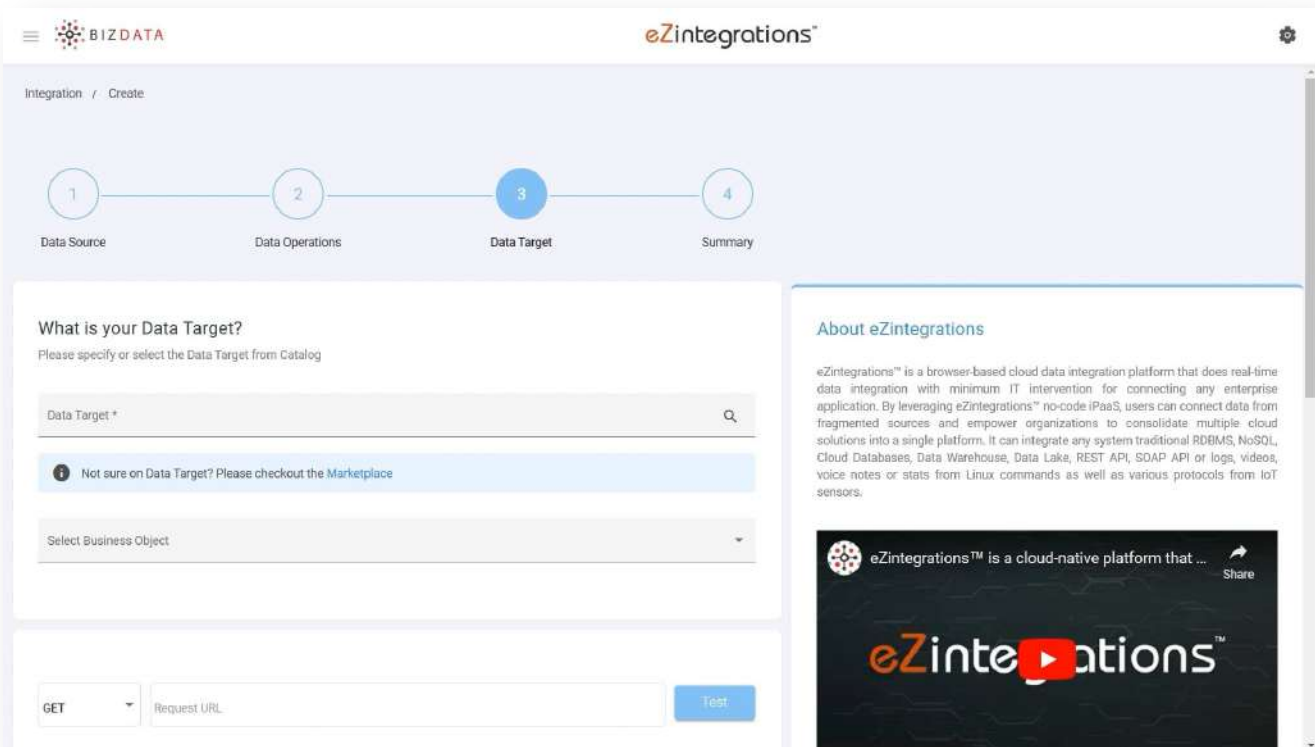 BIZDATA
eZintegrations™
Integration / Create
1
2
3
4
Data Source
Data Operations
Data Target
Summary
What is your Data Target?
Please specify or select the Data Target from Catalog
Data Target *
Not sure on Data Target? Please checkout the Marketplace
Select Business Object
GET
Request URL
Test
About eZintegrations
eZintegrations™ is a browser-based cloud data integration platform that does real-time
data integration with minimum IT intervention for connecting any enterprise
application. By leveraging eZintegrations™ no-code iPaaS, users can connect data from
fragmented sources and empower organizations to consolidate multiple cloud
solutions into a single platform. It can integrate any system traditional RDBMS, NoSQL,
Cloud Databases, Data Warehouse, Data Lake, REST API, SOAP API or logs, videos,
voice notes or stats from Linux commands as well as various protocols from IoT
sensors.
eZintegrations™ is a cloud-native platform that ...
Share
eZinte ations™